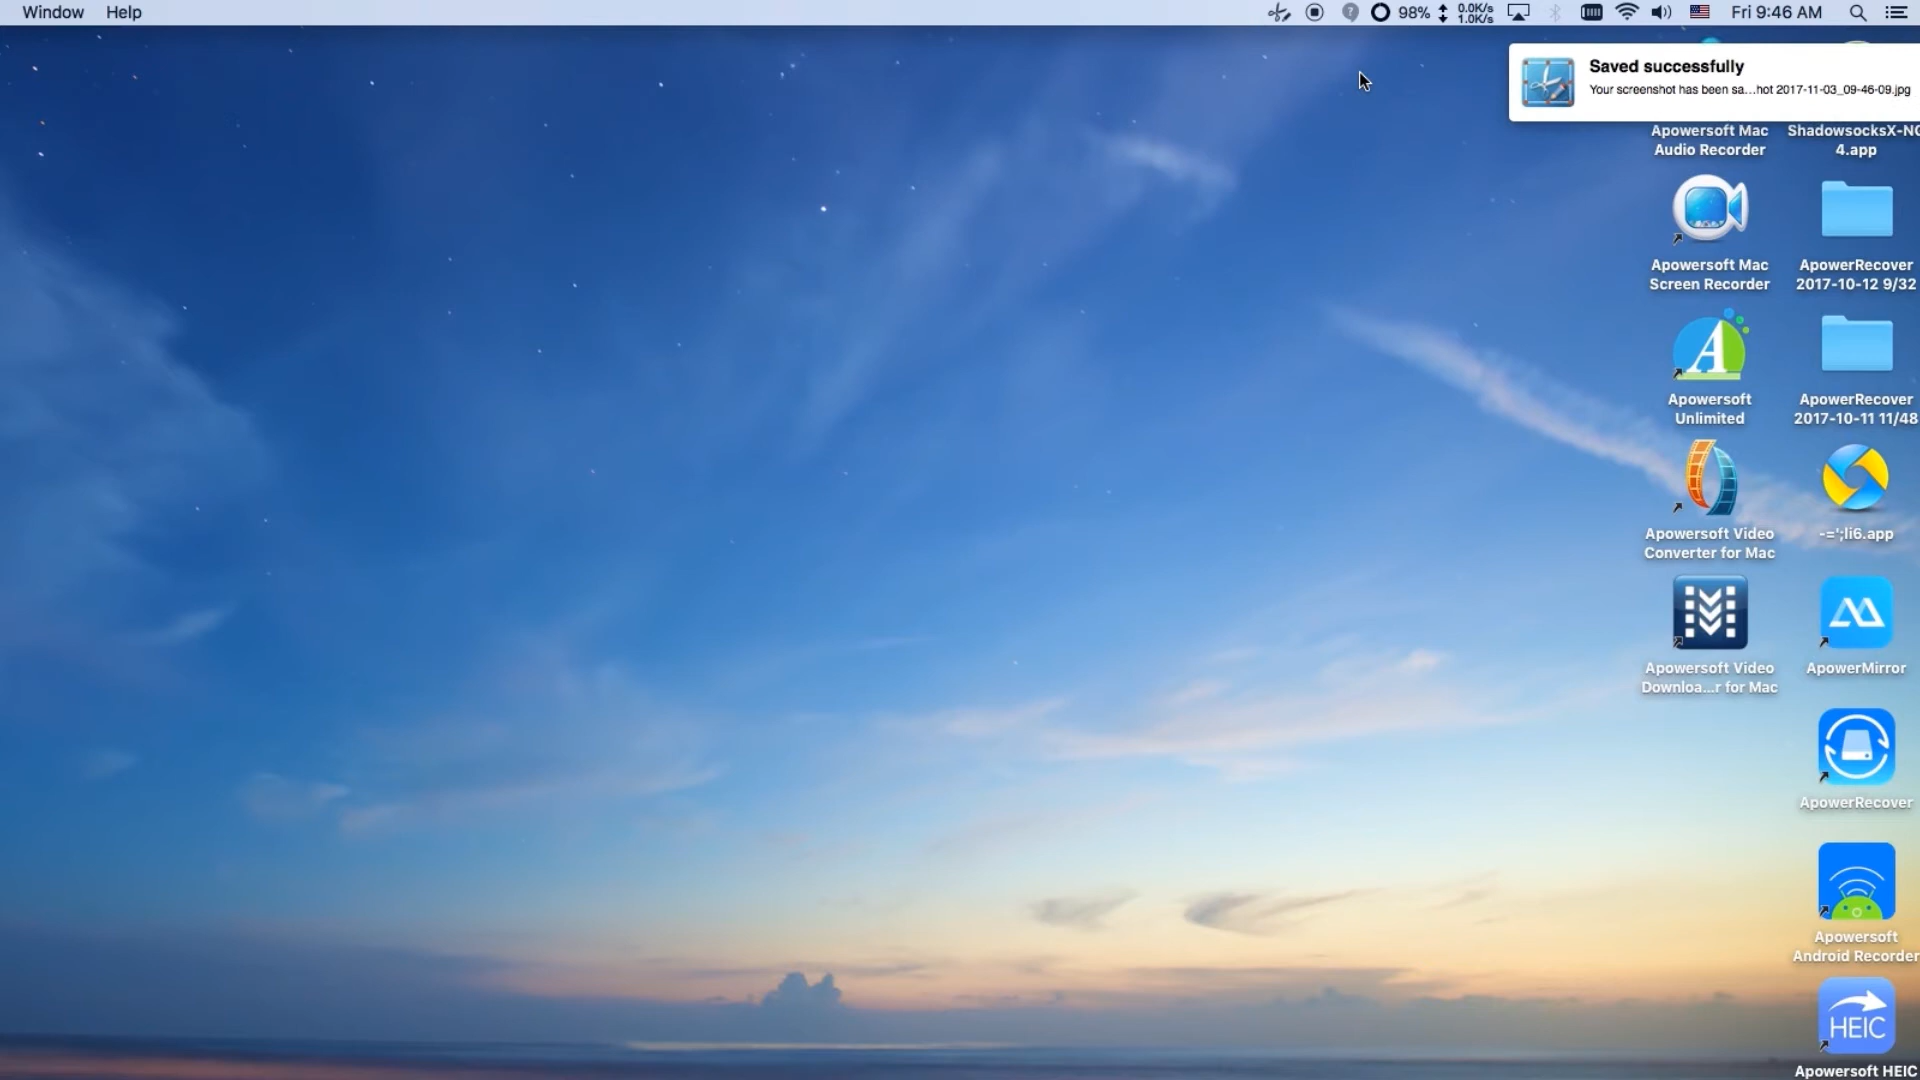 Window Help
98% 0.0K/s
1.0K/s
Fri 9:46 AM
Saved successfully
Your screenshot has been sa...hot 2017-11-03_09-46-09.jpg
Apowersoft Mac
Audio Recorder
4.app
Apowersoft Mac
Screen Recorder
ApowerRecover
2017-10-12 9/32
Apowersoft
Unlimited
ApowerRecover
2017-10-11 11/48
Apowersoft Video
Converter for Mac
-=';li6.app
Apowersoft Video
Downloa...r for Mac
ApowerMirror
ApowerRecover
Apowersoft
Android Recorder
HEIC
Apowersoft HEIC